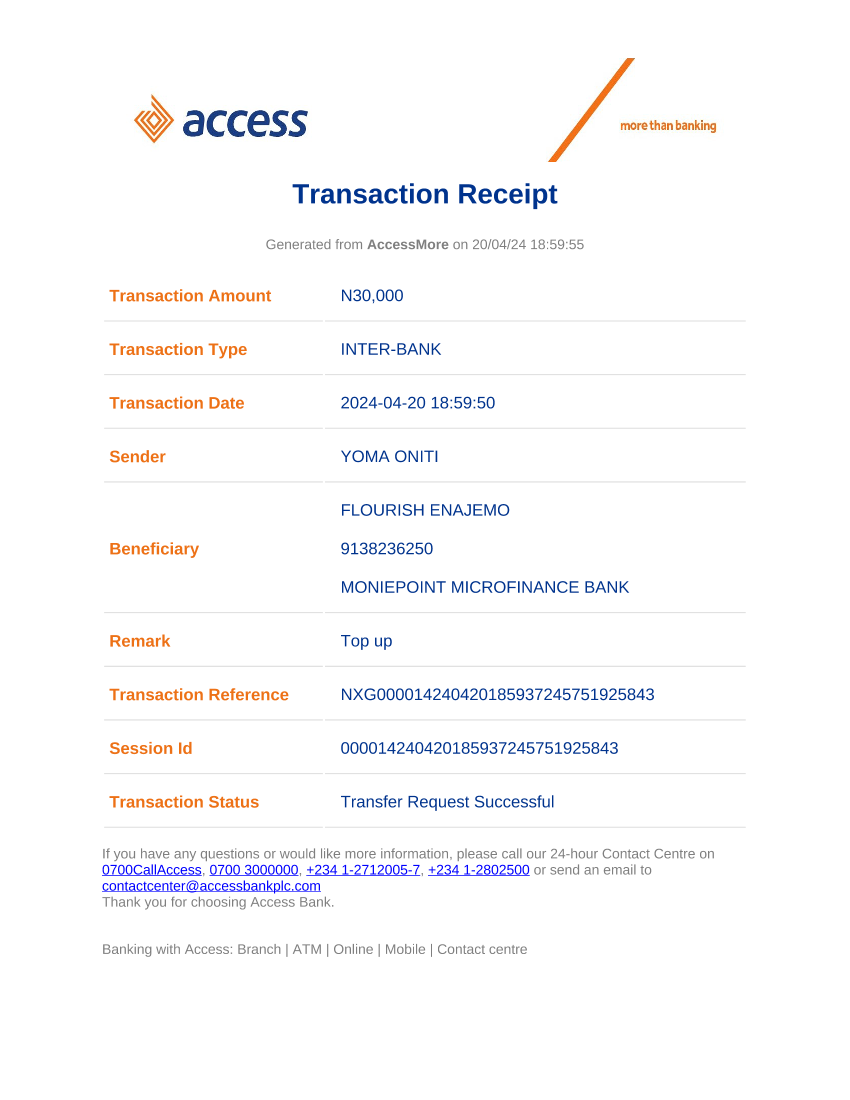 access
more than banking
Transaction Receipt
Generated from AccessMore on 20/04/24 18:59:55
Transaction Amount N30,000
Transaction Type INTER-BANK
Transaction Date 2024-04-20 18:59:50
Sender YOMA ONITI
FLOURISH ENAJEMO
Beneficiary 9138236250
MONIEPOINT MICROFINANCE BANK
Remark Top up
Transaction Reference NXG000014240420185937245751925843
Session Id 000014240420185937245751925843
Transaction Status Transfer Request Successful
If you have any questions or would like more information, please call our 24-hour Contact Centre on
0700CallAccess, 0700 3000000, +234 1-2712005-7, +234 1-2802500 or send an email to
contactcenter@accessbankplc.com
Thank you for choosing Access Bank.
Banking with Access: Branch | ATM | Online | Mobile | Contact centre